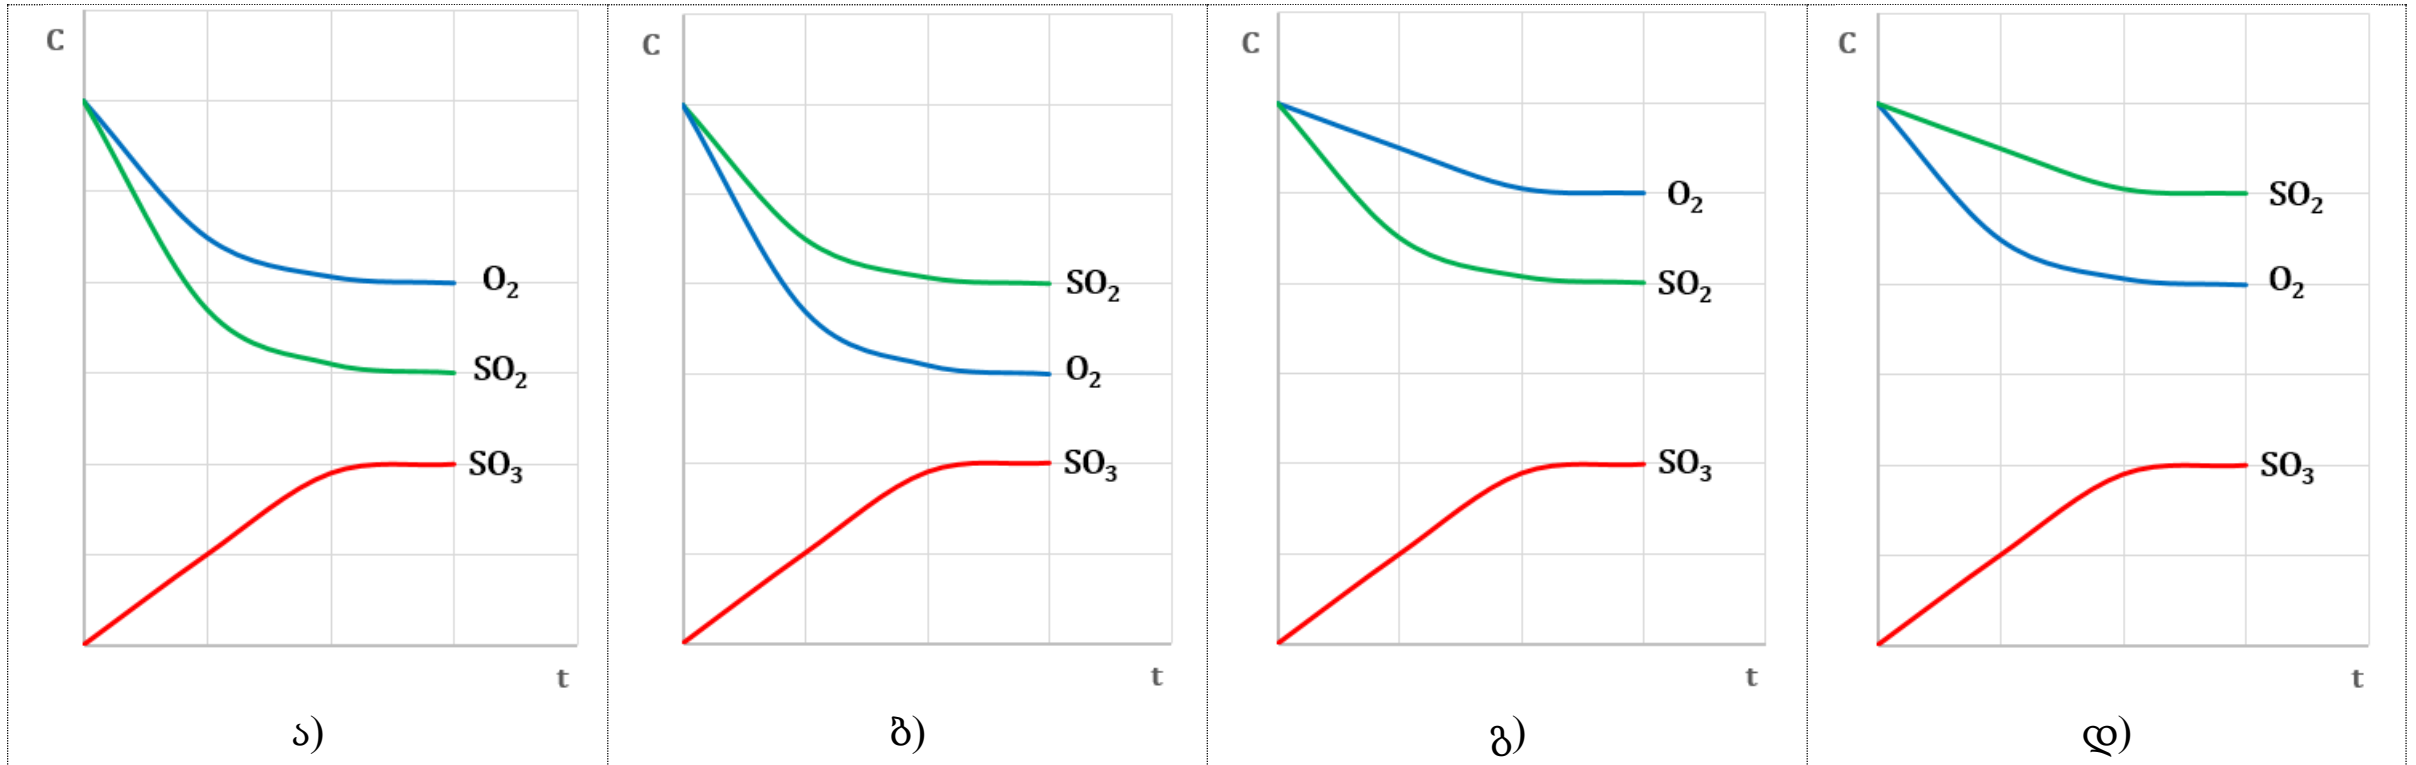 C
O₂
SO₂
SO₃
t
ა)
C
SO₂
O₂
SO₃
t
ბ)
C
O₂
SO₂
SO₃
t
გ)
C
SO₂
O₂
SO₃
t
დ)